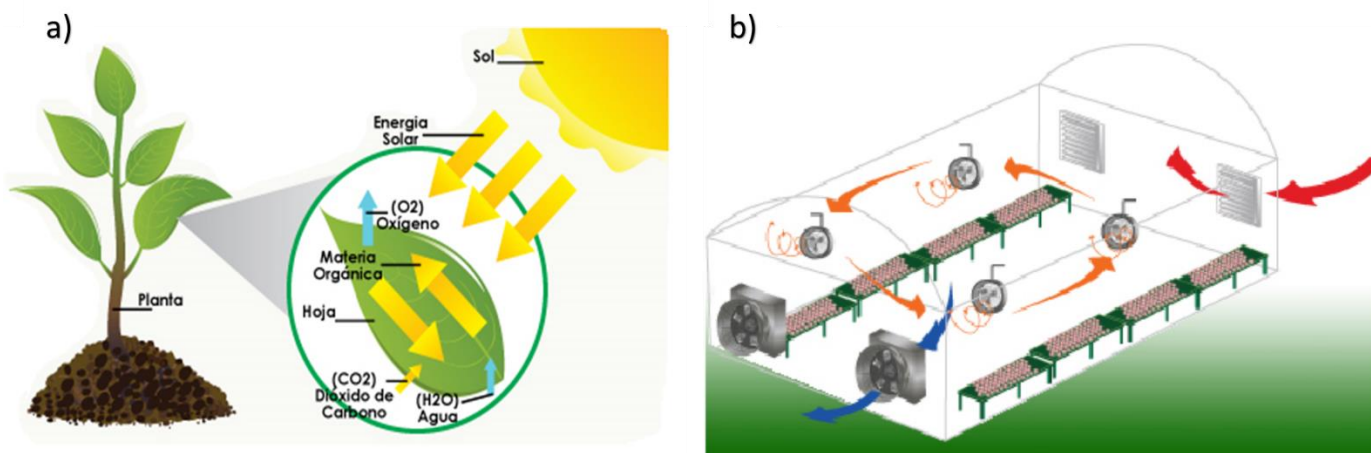 a)
Sol
Energia
Solar
(O2)
Oxígeno
Materia
Orgánica
Planta
Hoja
(CO2)
Dióxido de
Carbono
(H2O)
Agua
b)